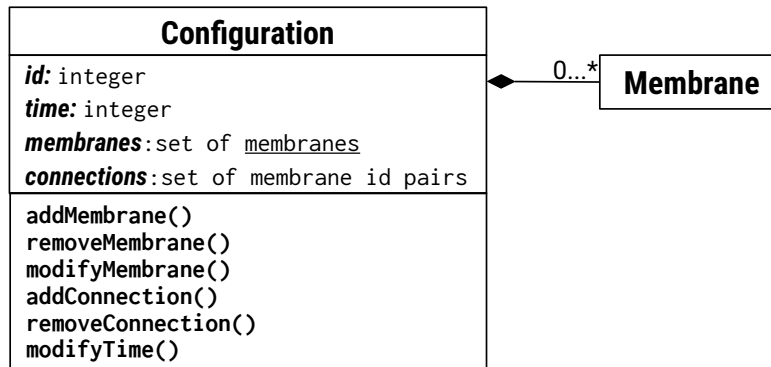 Configuration
id: integer
time: integer
membranes:set of membranes
connections:set of membrane id pairs
addMembrane()
removeMembrane()
modifyMembrane()
addConnection()
removeConnection()
modifyTime()
0...*
Membrane